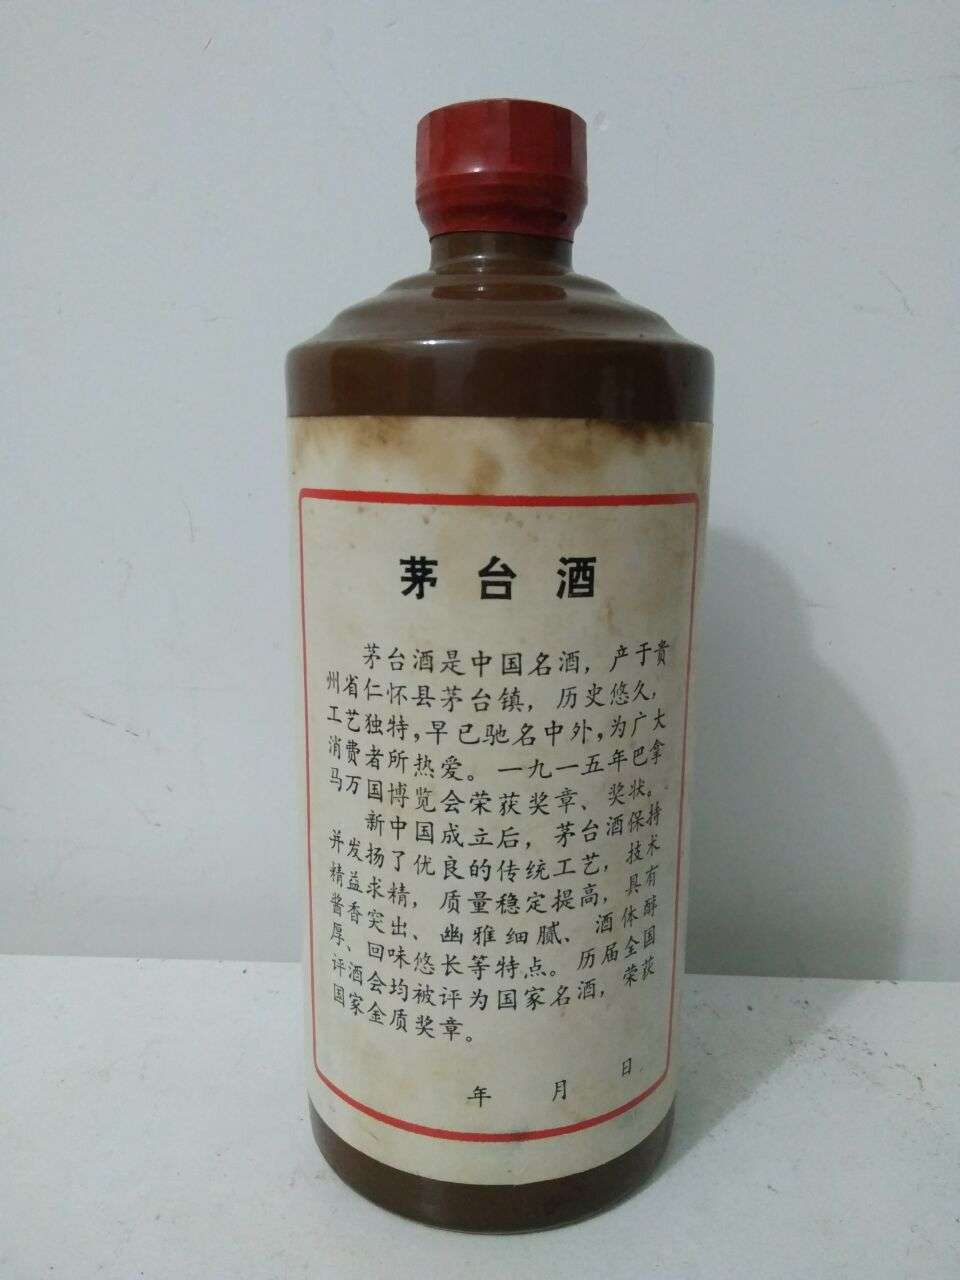 茅台酒
茅台酒是中国名酒，产于贵
州省仁怀县茅台镇，历史悠久，
工艺独特，早已驰名中外，为广大
消费者所热爱。一九一五年巴拿
马万国博览会荣获奖章、奖状。
新中国成立后，茅台酒保持
并发扬了优良的传统工艺，技术
精益求精，质量稳定提高，具有
酱香突出、幽雅细腻、酒体醇
厚、回味悠长等特点。历届全国
评酒会均被评为国家名酒，荣获
国家金质奖章。
年 月 日